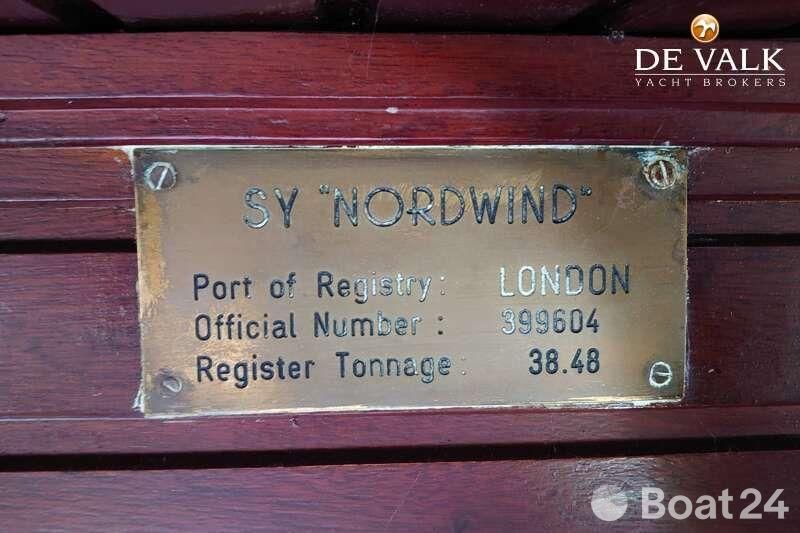 DE VALK
YACHT BROKERS
SY "NORDWIND"
Port of Registry: LONDON
Official Number : 399604
Register Tonnage: 38.48
Boat24